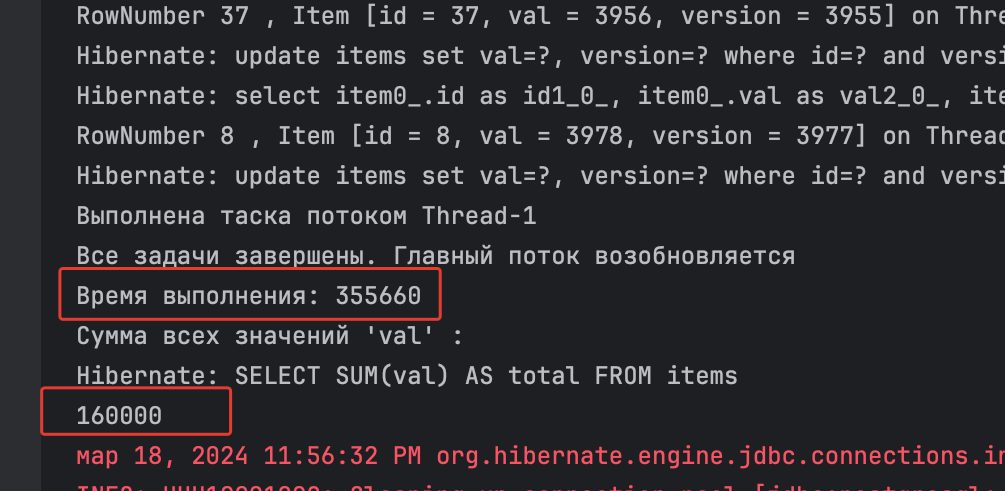 RowNumber 37 , Item [id = 37, val = 3956, version = 3955] on Thre
Hibernate: update items set val=?, version=? where id=? and versi
Hibernate: select item0_.id as id1_0_, item0_.val as val2_0_, ite
RowNumber 8 , Item [id = 8, val = 3978, version = 3977] on Thread
Hibernate: update items set val=?, version=? where id=? and versi
Выполнена таска потоком Thread-1
Все задачи завершены. Главный поток возобновляется
Время выполнения: 355660
Сумма всех значений 'val' :
Hibernate: SELECT SUM(val) AS total FROM items
160000
мар 18, 2024 11:56:32 PM org.hibernate.engine.jdbc.connections.in